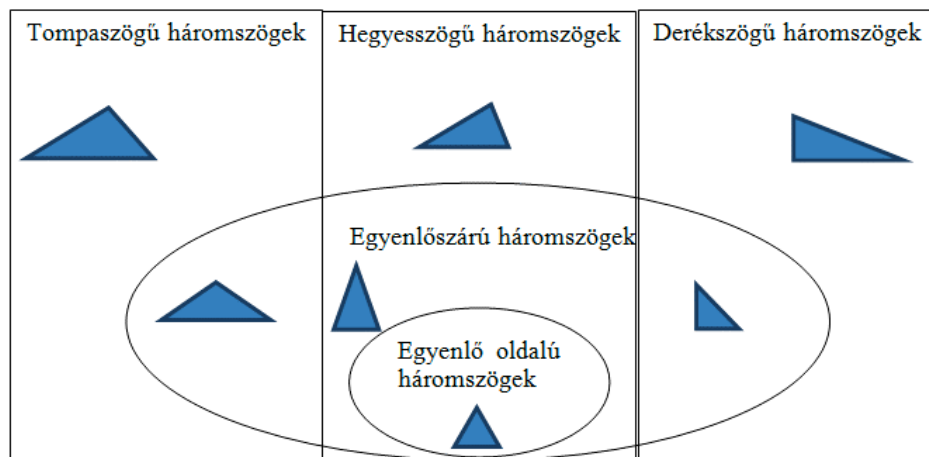 Tompaszögű háromszögek
Hegyesszögű háromszögek
Derékszögű háromszögek
Egyenlőszárú háromszögek
Egyenlő oldalú
háromszögek